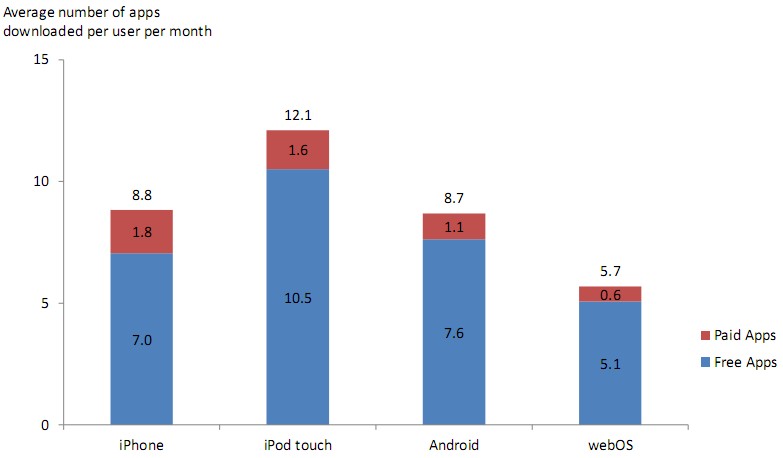 Average number of apps
downloaded per user per month
15
12.1
1.6
10
8.8
8.7
1.8
1.1
5.7
0.6
10.5
5
7.0
7.6
5.1
Paid Apps
Free Apps
0
iPhone
iPod touch
Android
webOS